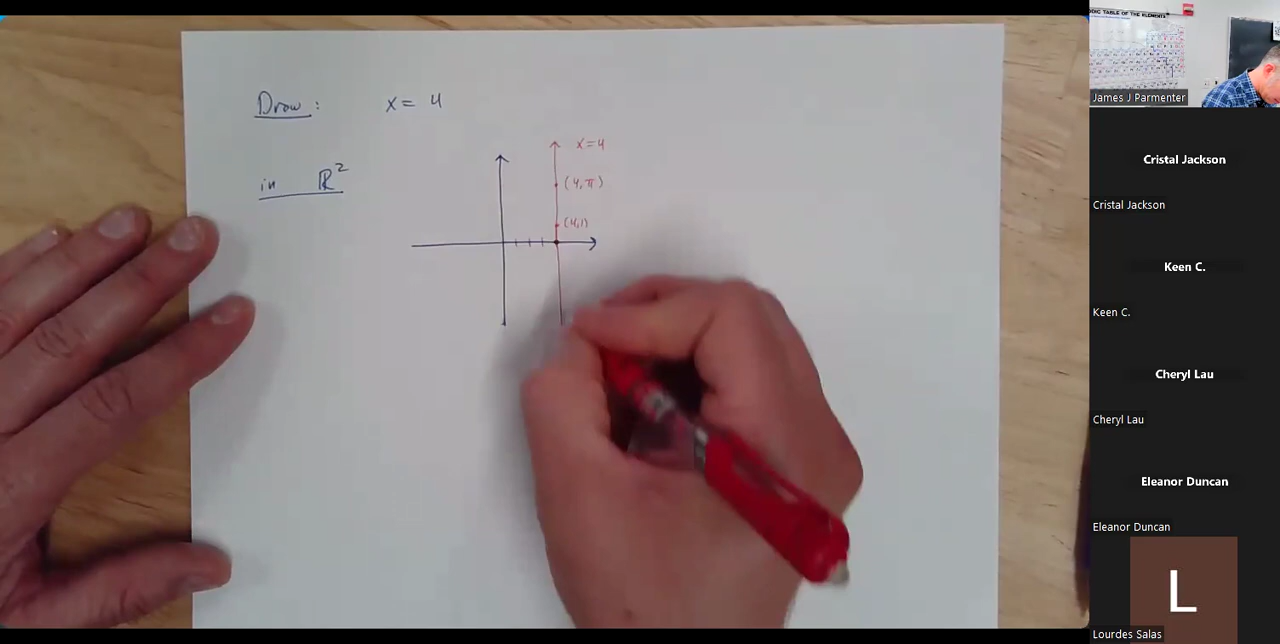 Draw: x = 4
in ℝ²
x=4
(4,π)
(4,1)
PERIODIC TABLE OF THE ELEMENTS
James J Parmenter
Cristal Jackson
Cristal Jackson
Keen C.
Keen C.
Cheryl Lau
Cheryl Lau
Eleanor Duncan
Eleanor Duncan
L
Lourdes Salas